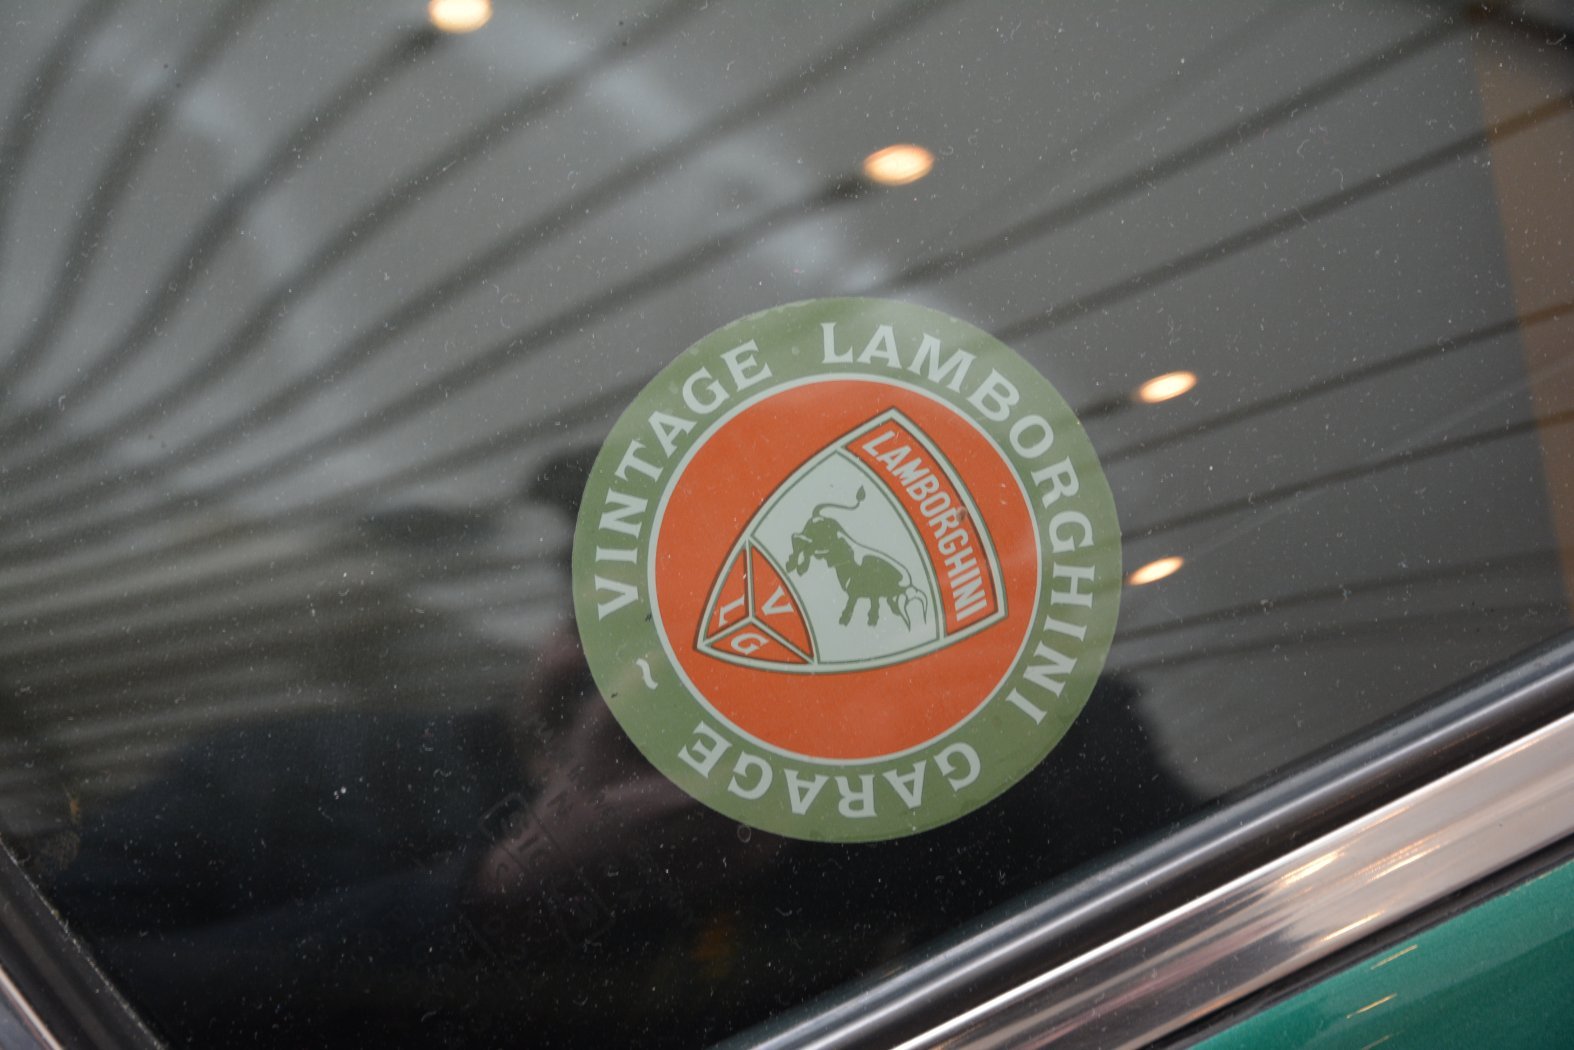 VINTAGE LAMBORGHINI GARAGE ~
LAMBORGHINI
V
L G